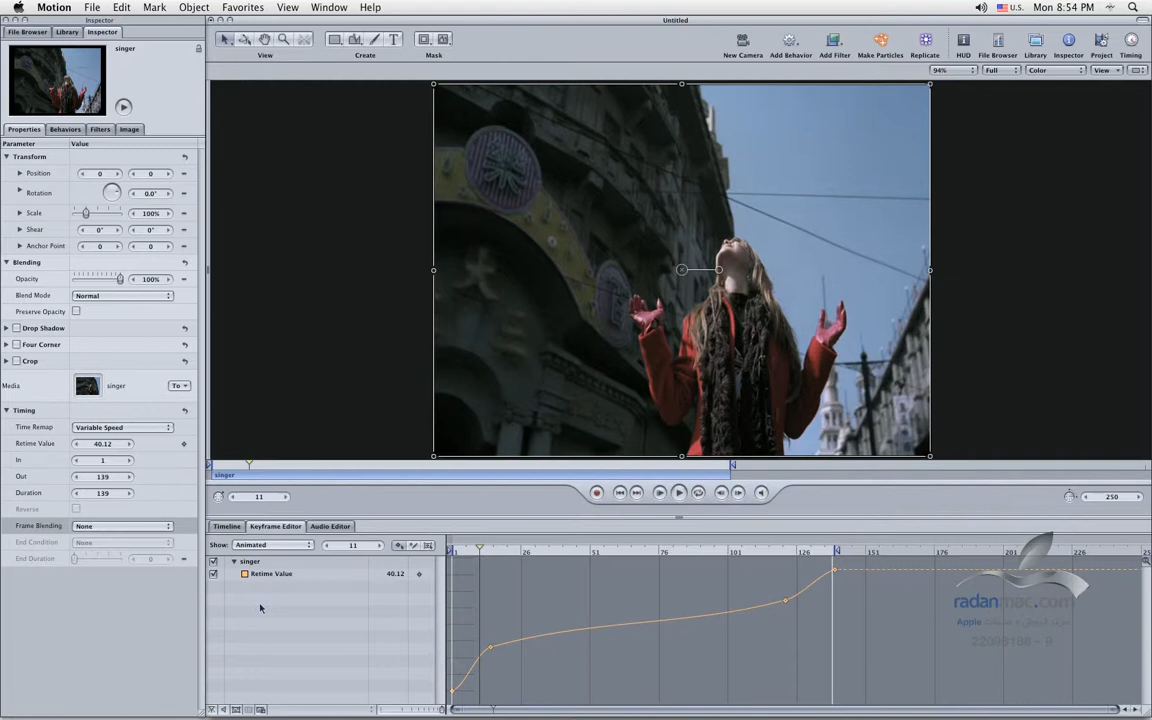 Motion File Edit Mark Object Favorites View Window Help U.S. Mon 8:54 PM
Inspector Untitled
File Browser Library Inspector
singer
View Create Mask New Camera Add Behavior Add Filter Make Particles Replicate HUD File Browser Library Inspector Project Timing
94% Full Color View
Properties Behaviors Filters Image
Parameter Value
Transform
Position 0 0
Rotation 0.0°
Scale 100%
Shear 0° 0°
Anchor Point 0 0
Blending
Opacity 100%
Blend Mode Normal
Preserve Opacity
Drop Shadow
Four Corner
Crop
Media singer To
Timing
Time Remap Variable Speed
Retime Value 40.12
In 1
Out 139
Duration 139
Reverse
Frame Blending None
End Condition None
End Duration 0
singer
11 250
Timeline Keyframe Editor Audio Editor
Show: Animated 11
1 26 51 76 101 126 151 176 201 226
singer
Retime Value 40.12
radanmac.com
Apple